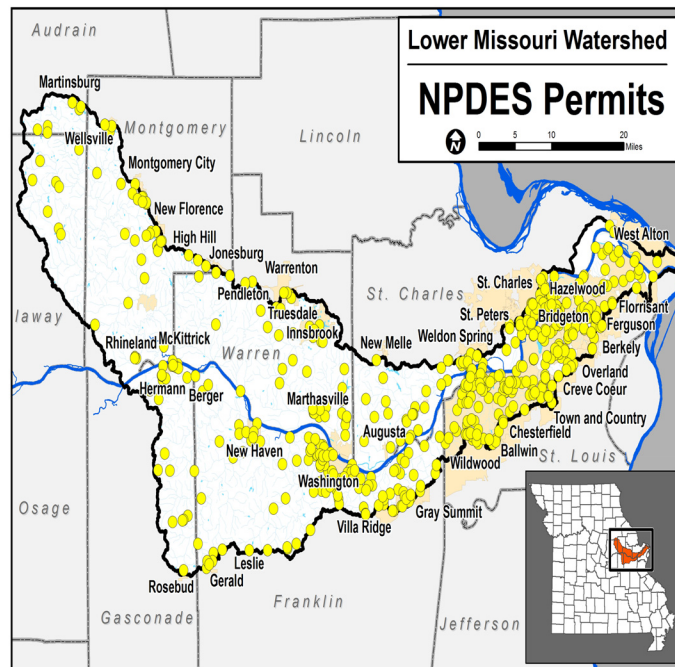 Lower Missouri Watershed
NPDES Permits
N
0 5 10 20
Miles
Audrain
Martinsburg
Wellsville
Montgomery
Lincoln
Montgomery City
New Florence
High Hill
Jonesburg
Warrenton
Pendleton
Truesdale
Innsbrook
St. Charles
West Alton
St. Charles
Hazelwood
St. Peters
Bridgeton
Florrisant
Ferguson
Weldon Spring
Berkely
New Melle
Overland
Creve Coeur
Town and Country
laway
Rhineland
McKittrick
Warren
Hermann
Berger
Marthasville
Augusta
Chesterfield
Ballwin
St. Louis
New Haven
Wildwood
Washington
Gray Summit
Villa Ridge
Osage
Leslie
Rosebud
Gerald
Franklin
Gasconade
Jefferson